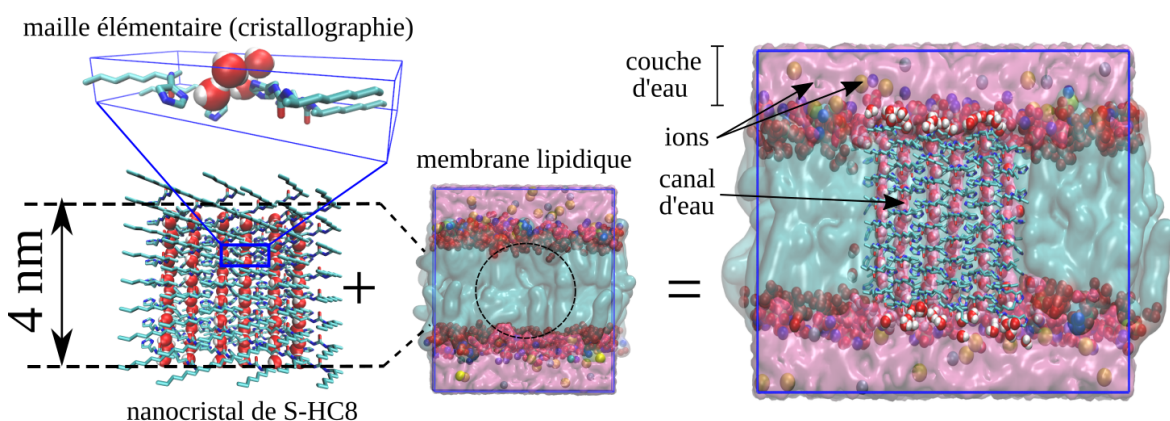 maille élémentaire (cristallographie)
couche
d'eau
ions
membrane lipidique
canal
d'eau
4 nm
+
=
nanocristal de S-HC8